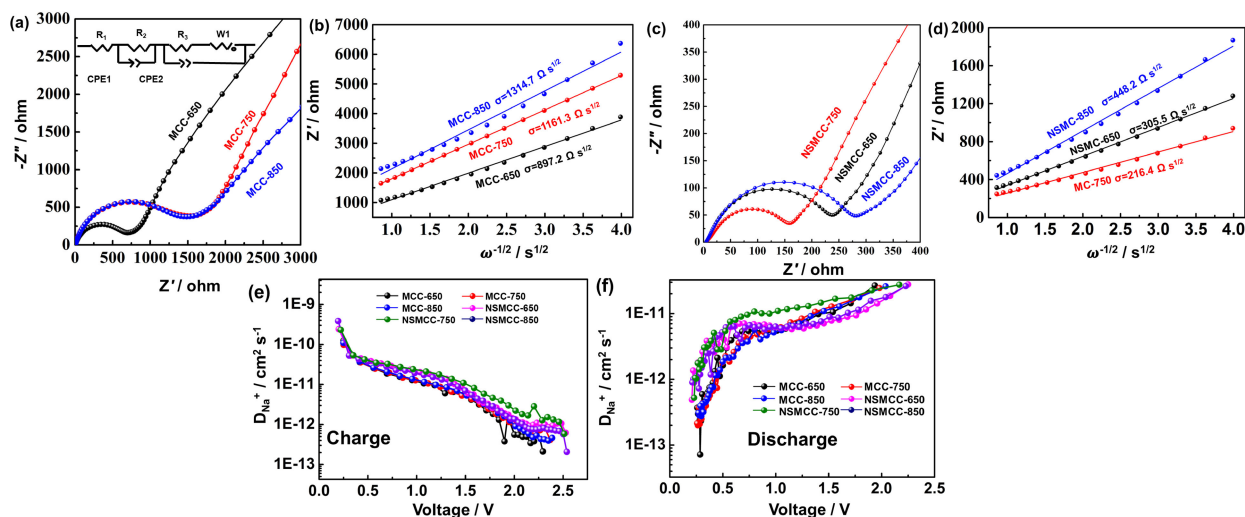 (a)
-Z″ / ohm
3000
2500
2000
1500
1000
500
0
R1
R2
R3
W1
CPE1
CPE2
MCC-650
MCC-750
MCC-850
0 500 1000 1500 2000 2500 3000
Z′ / ohm
(b)
Z′ / ohm
7000
6000
5000
4000
3000
2000
1000
MCC-850 σ=1314.7 Ω s1/2
σ=1161.3 Ω s1/2
MCC-750
MCC-650 σ=897.2 Ω s1/2
1.0 1.5 2.0 2.5 3.0 3.5 4.0
ω-1/2 / s1/2
(c)
-Z″ / ohm
400
350
300
250
200
150
100
50
0
NSMCC-750
NSMCC-650
NSMCC-850
0 40 80 120 160 200 240 280 320 360 400
Z′ / ohm
(d)
Z′ / ohm
2000
1600
1200
800
400
0
NSMC-850 σ=448.2 Ω s1/2
NSMC-650 σ=305.5 Ω s1/2
MC-750 σ=216.4 Ω s1/2
1.0 1.5 2.0 2.5 3.0 3.5 4.0
ω-1/2 / s1/2
(e)
DNa+ / cm2 s-1
1E-9
1E-10
1E-11
1E-12
1E-13
MCC-650 MCC-750
MCC-850 NSMCC-650
NSMCC-750 NSMCC-850
Charge
0.0 0.5 1.0 1.5 2.0 2.5
Voltage / V
(f)
DNa+ / cm2 s-1
1E-11
1E-12
1E-13
MCC-650 MCC-750
MCC-850 NSMCC-650
NSMCC-750 NSMCC-850
Discharge
0.0 0.5 1.0 1.5 2.0 2.5
Voltage / V